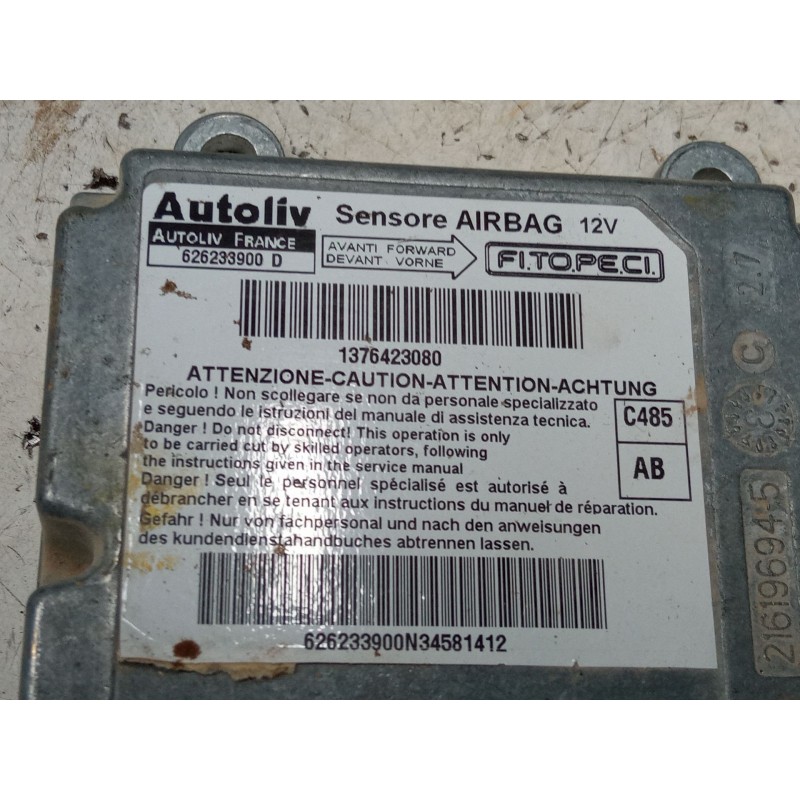 Autoliv Sensore AIRBAG 12V
AUTOLIV FRANCE
626233900 D
AVANTI FORWARD
DEVANT VORNE
FI.TO.PE.CI.
1376423080
ATTENZIONE-CAUTION-ATTENTION-ACHTUNG
Pericolo ! Non scollegare se non da personale specializzato
e seguendo le istruzioni del manuale di assistenza tecnica.
Danger ! Do not disconnect! This operation is only
to be carried cut by skilled operators, following
the instructions given in the service manual
Danger ! Seul le personnel spécialisé est autorisé à
débrancher en se tenant aux instructions du manuel de réparation.
Gefahr ! Nur von fachpersonal und nach den anweisungen
des kundendienstahandbuches abtrennen lassen.
C485
AB
626233900N34581412
2.7
C
21619694-5